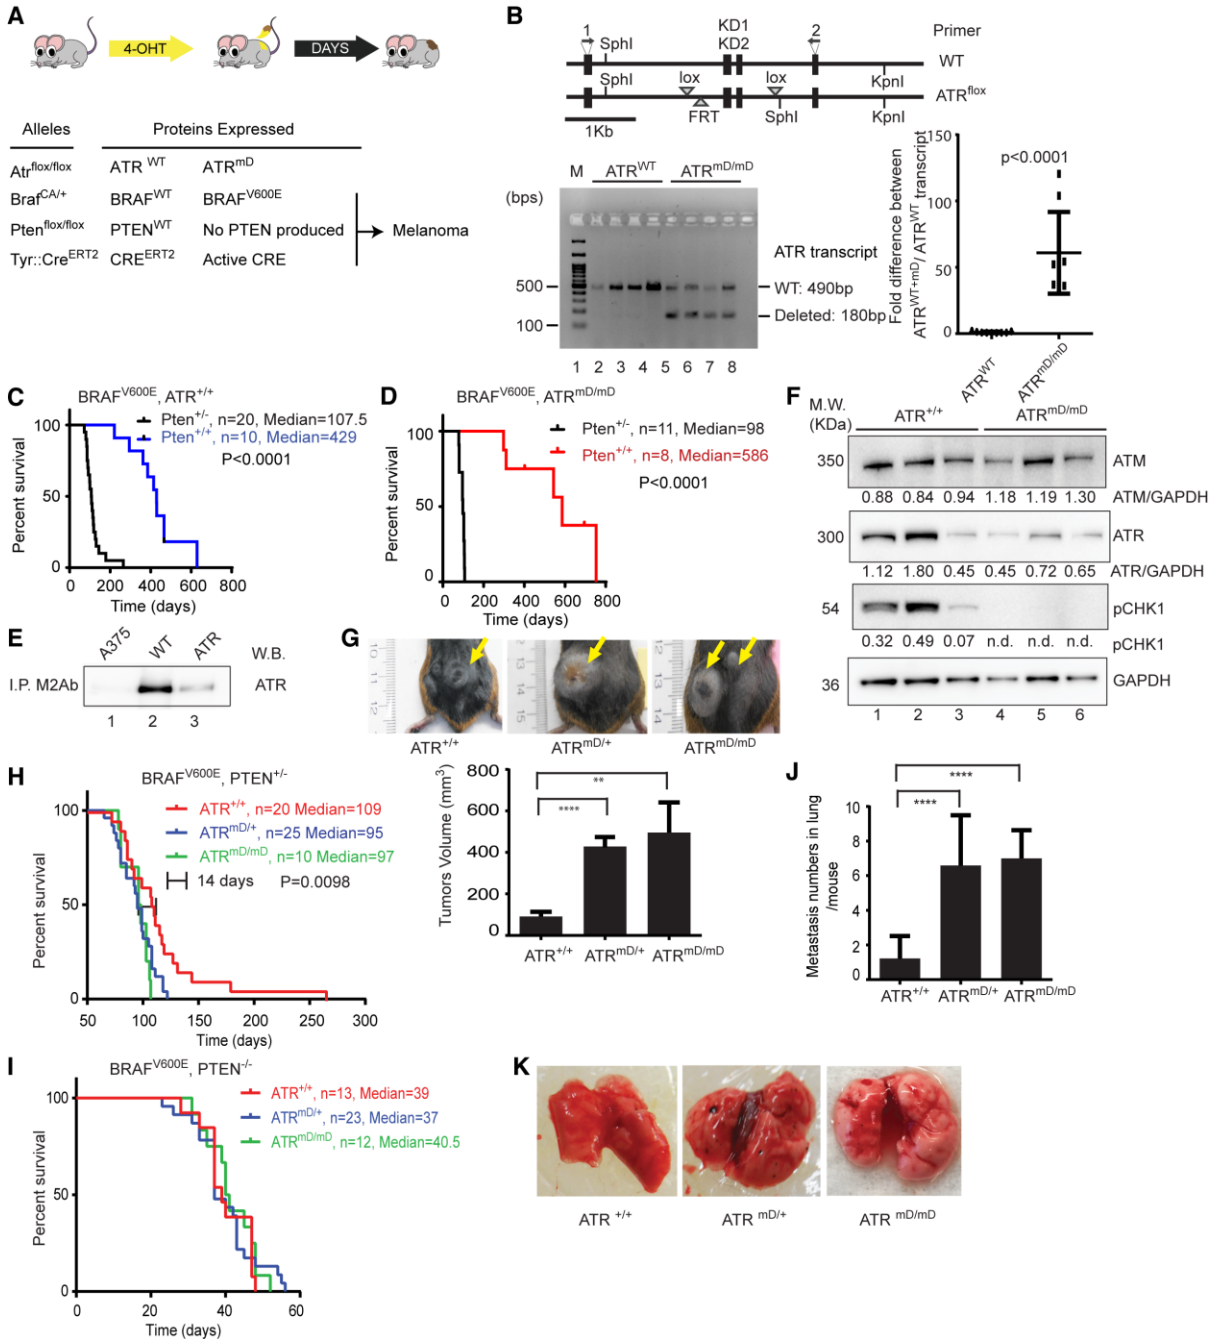 A
4-OHT
DAYS
Alleles Proteins Expressed
Atr^flox/flox ATR^WT ATR^mD
Braf^CA/+ BRAF^WT BRAF^V600E
Pten^flox/flox PTEN^WT No PTEN produced
Tyr::Cre^ERT2 CRE^ERT2 Active CRE
Melanoma
B
1 SphI KD1 2 Primer
KD2
WT
SphI lox lox KpnI
ATR^flox
FRT SphI KpnI
1Kb
M ATR^WT ATR^mD/mD
(bps)
ATR transcript
500 WT: 490bp
100 Deleted: 180bp
1 2 3 4 5 6 7 8
Fold difference between
ATR^WT+mD/ ATR^WT transcript
150
100
50
0
p<0.0001
ATR^WT
ATR^mD/mD
C
BRAF^V600E, ATR^+/+
Pten^+/-, n=20, Median=107.5
Pten^+/+, n=10, Median=429
P<0.0001
Percent survival
100
50
0
0 200 400 600 800
Time (days)
D
BRAF^V600E, ATR^mD/mD
Pten^+/-, n=11, Median=98
Pten^+/+, n=8, Median=586
P<0.0001
Percent survival
100
50
0
0 200 400 600 800
Time (days)
E
A375 WT ATR W.B.
I.P. M2Ab ATR
1 2 3
F
M.W.
(KDa)
ATR^+/+ ATR^mD/mD
350 ATM
0.88 0.84 0.94 1.18 1.19 1.30 ATM/GAPDH
300 ATR
1.12 1.80 0.45 0.45 0.72 0.65 ATR/GAPDH
54 pCHK1
0.32 0.49 0.07 n.d. n.d. n.d. pCHK1
36 GAPDH
1 2 3 4 5 6
G
10 11 12
12 13 14 15
12 13 14
ATR^+/+ ATR^mD/+ ATR^mD/mD
Tumors Volume (mm^3)
800
600
400
200
0
**
****
ATR^+/+ ATR^mD/+ ATR^mD/mD
H
BRAF^V600E, PTEN^+/-
ATR^+/+, n=20 Median=109
ATR^mD/+, n=25 Median=95
ATR^mD/mD, n=10 Median=97
14 days P=0.0098
Percent survival
100
50
0
50 100 150 200 250 300
Time (days)
I
BRAF^V600E, PTEN^-/-
ATR^+/+, n=13, Median=39
ATR^mD/+, n=23, Median=37
ATR^mD/mD, n=12, Median=40.5
Percent survival
100
50
0
0 20 40 60
Time (days)
J
Metastasis numbers in lung
/mouse
10
8
6
4
2
0
****
****
ATR^+/+ ATR^mD/+ ATR^mD/mD
K
ATR ^+/+ ATR ^mD/+ ATR ^mD/mD